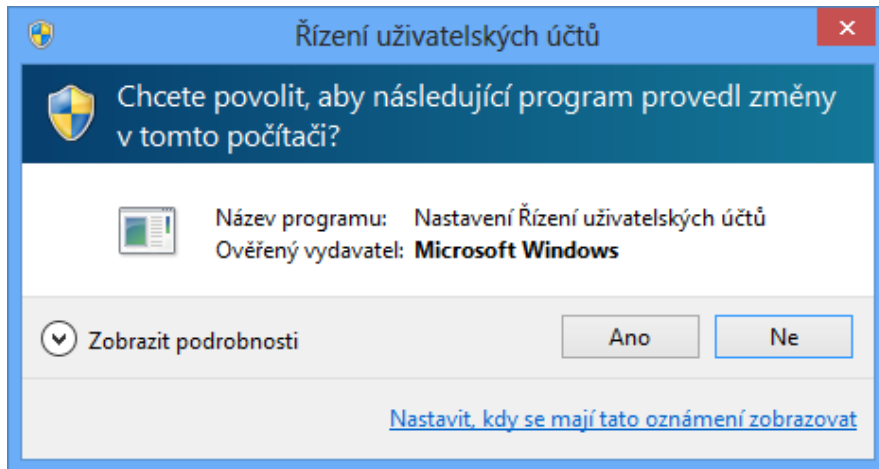 Řízení uživatelských účtů
Chcete povolit, aby následující program provedl změny
v tomto počítači?
Název programu: Nastavení Řízení uživatelských účtů
Ověřený vydavatel: Microsoft Windows
Zobrazit podrobnosti Ano Ne
Nastavit, kdy se mají tato oznámení zobrazovat